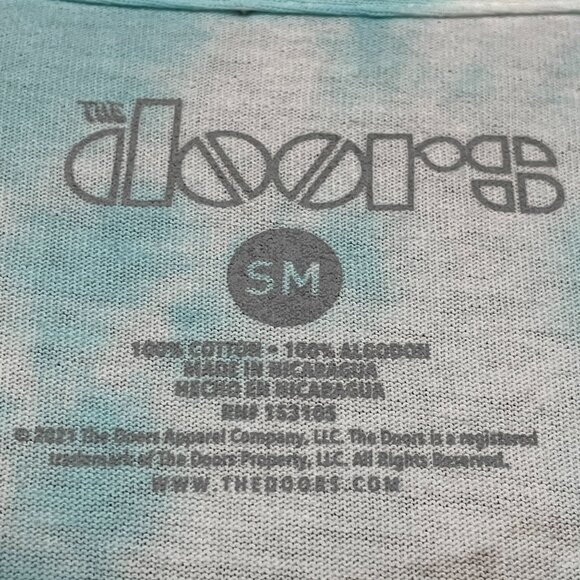 THE
doors
SM
100% COTTON • 100% ALGODON
MADE IN NICARAGUA
HECHO EN NICARAGUA
RN# 153105
© 2021 The Doors Apparel Company, LLC. The Doors is a registered
trademark of The Doors Property, LLC. All Rights Reserved.
WWW.THEDOORS.COM